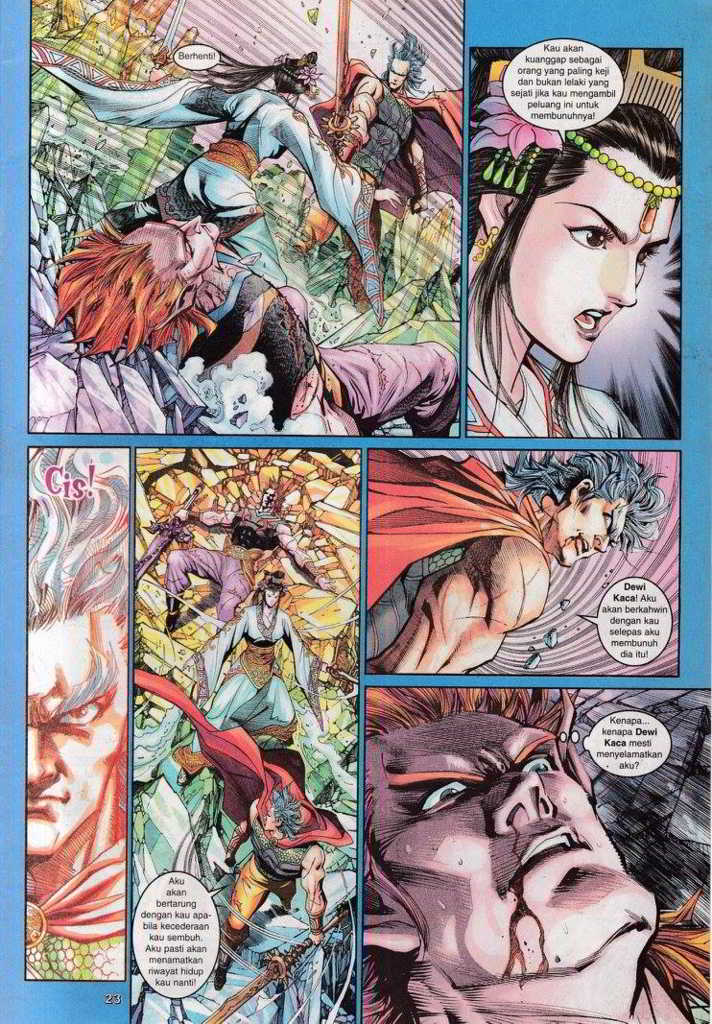 Berhenti!
Kau akan
kuanggap sebagai
orang yang paling keji
dan bukan lelaki yang
sejati jika kau mengambil
peluang ini untuk
membunuhnya!
Cis!
Aku
akan
bertarung
dengan kau apa-
bila kecederaan
kau sembuh.
Aku pasti akan
menamatkan
riwayat hidup
kau nanti!
Dewi
Kaca! Aku
akan berkahwin
dengan kau
selepas aku
membunuh
dia itu!
Kenapa...
kenapa Dewi
Kaca mesti
menyelamatkan
aku?
23